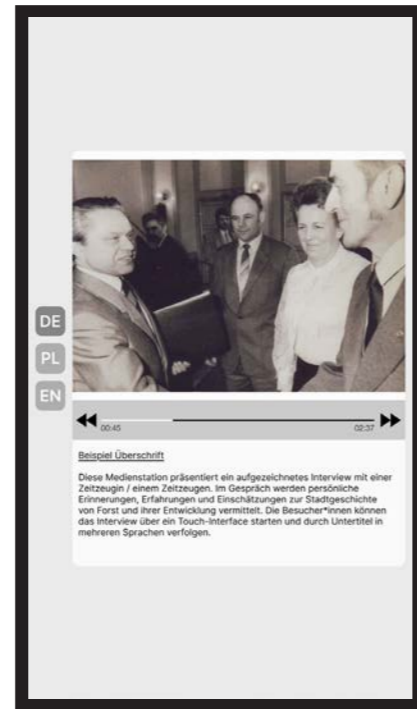 DE
PL
EN
00:45
02:37
Beispiel Überschrift
Diese Medienstation präsentiert ein aufgezeichnetes Interview mit einer
Zeitzeugin / einem Zeitzeugen. Im Gespräch werden persönliche
Erinnerungen, Erfahrungen und Einschätzungen zur Stadtgeschichte
von Forst und ihrer Entwicklung vermittelt. Die Besucher*innen können
das Interview über ein Touch-Interface starten und durch Untertitel in
mehreren Sprachen verfolgen.